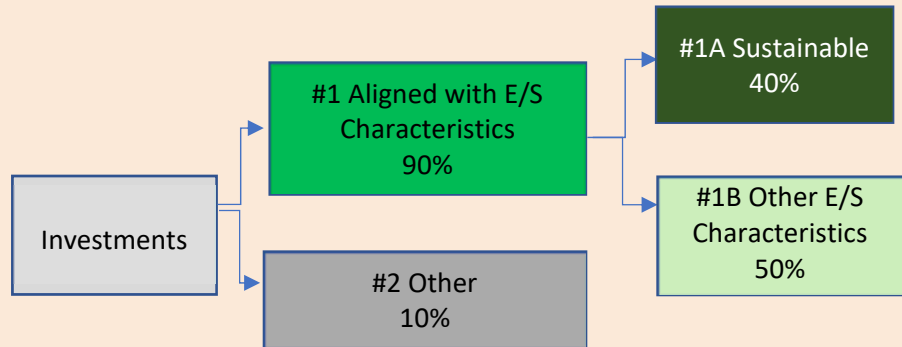 Investments
#1 Aligned with E/S
Characteristics
90%
#2 Other
10%
#1A Sustainable
40%
#1B Other E/S
Characteristics
50%